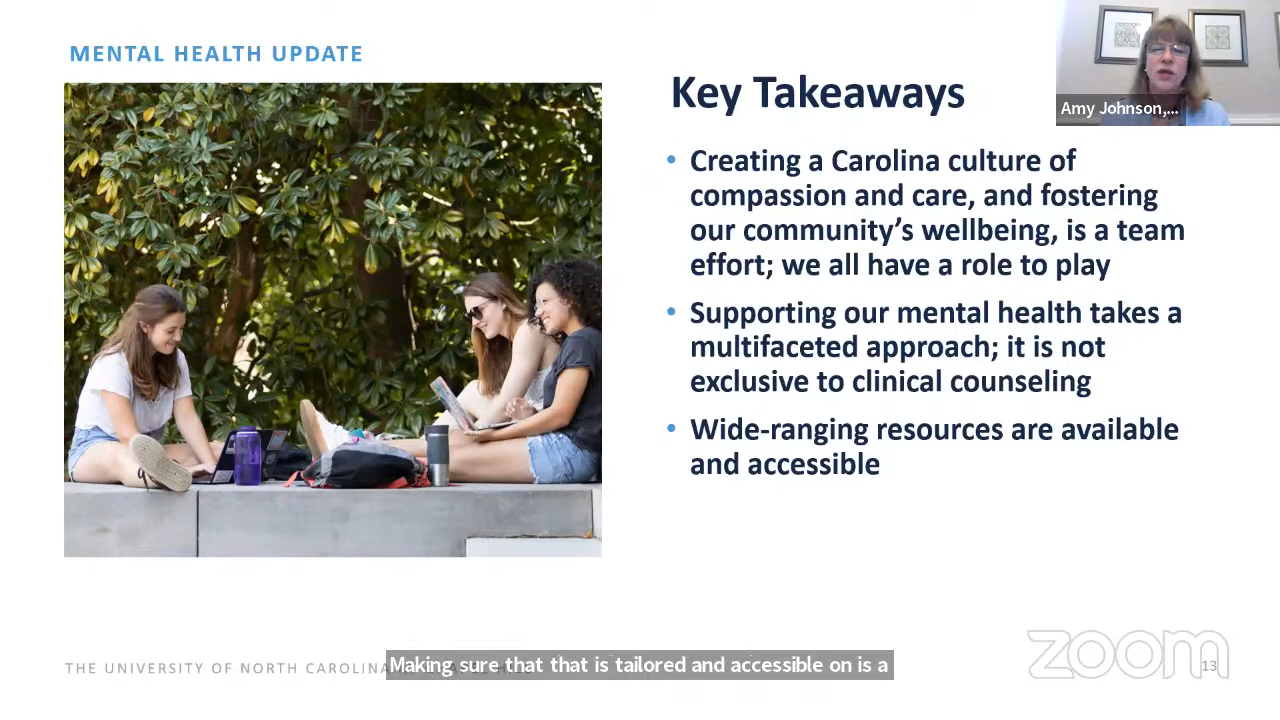 MENTAL HEALTH UPDATE
Key Takeaways
Amy Johnson,...
• Creating a Carolina culture of
compassion and care, and fostering
our community’s wellbeing, is a team
effort; we all have a role to play
• Supporting our mental health takes a
multifaceted approach; it is not
exclusive to clinical counseling
• Wide-ranging resources are available
and accessible
THE UNIVERSITY OF NORTH CAROLINA
Making sure that that is tailored and accessible on is a
zoom
13